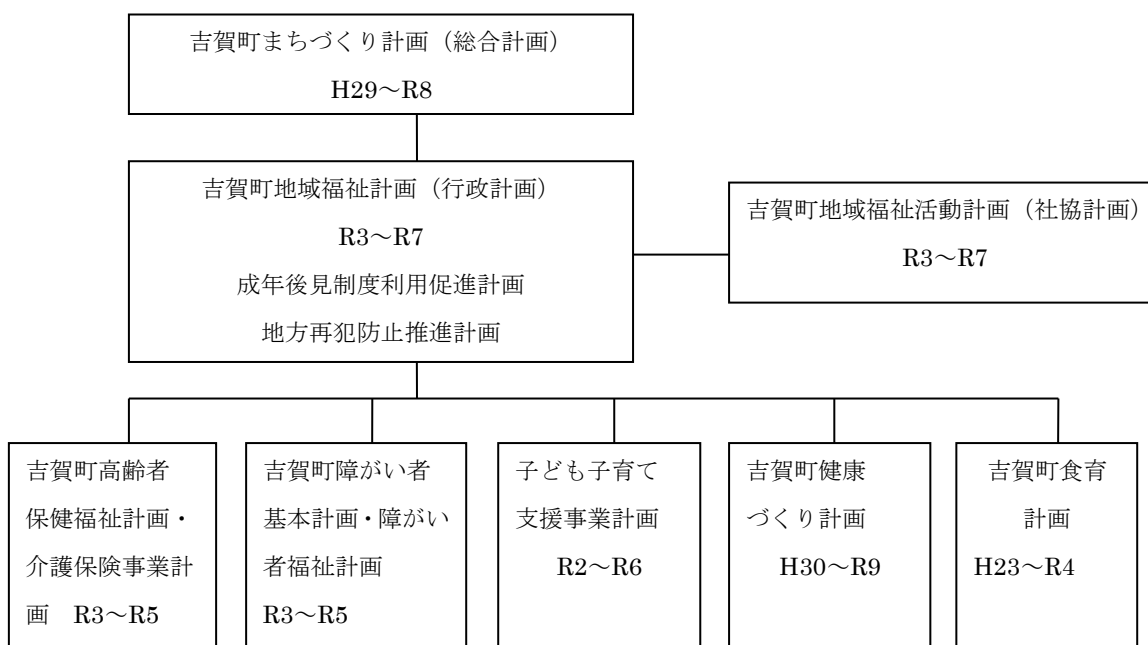 吉賀町まちづくり計画（総合計画）
H29～R8
吉賀町地域福祉計画（行政計画）
R3～R7
成年後見制度利用促進計画
地方再犯防止推進計画
吉賀町地域福祉活動計画（社協計画）
R3～R7
吉賀町高齢者
保健福祉計画・
介護保険事業計
画　R3～R5
吉賀町障がい者
基本計画・障がい
者福祉計画
R3～R5
子ども子育て
支援事業計画
R2～R6
吉賀町健康
づくり計画
H30～R9
吉賀町食育
計画
H23～R4